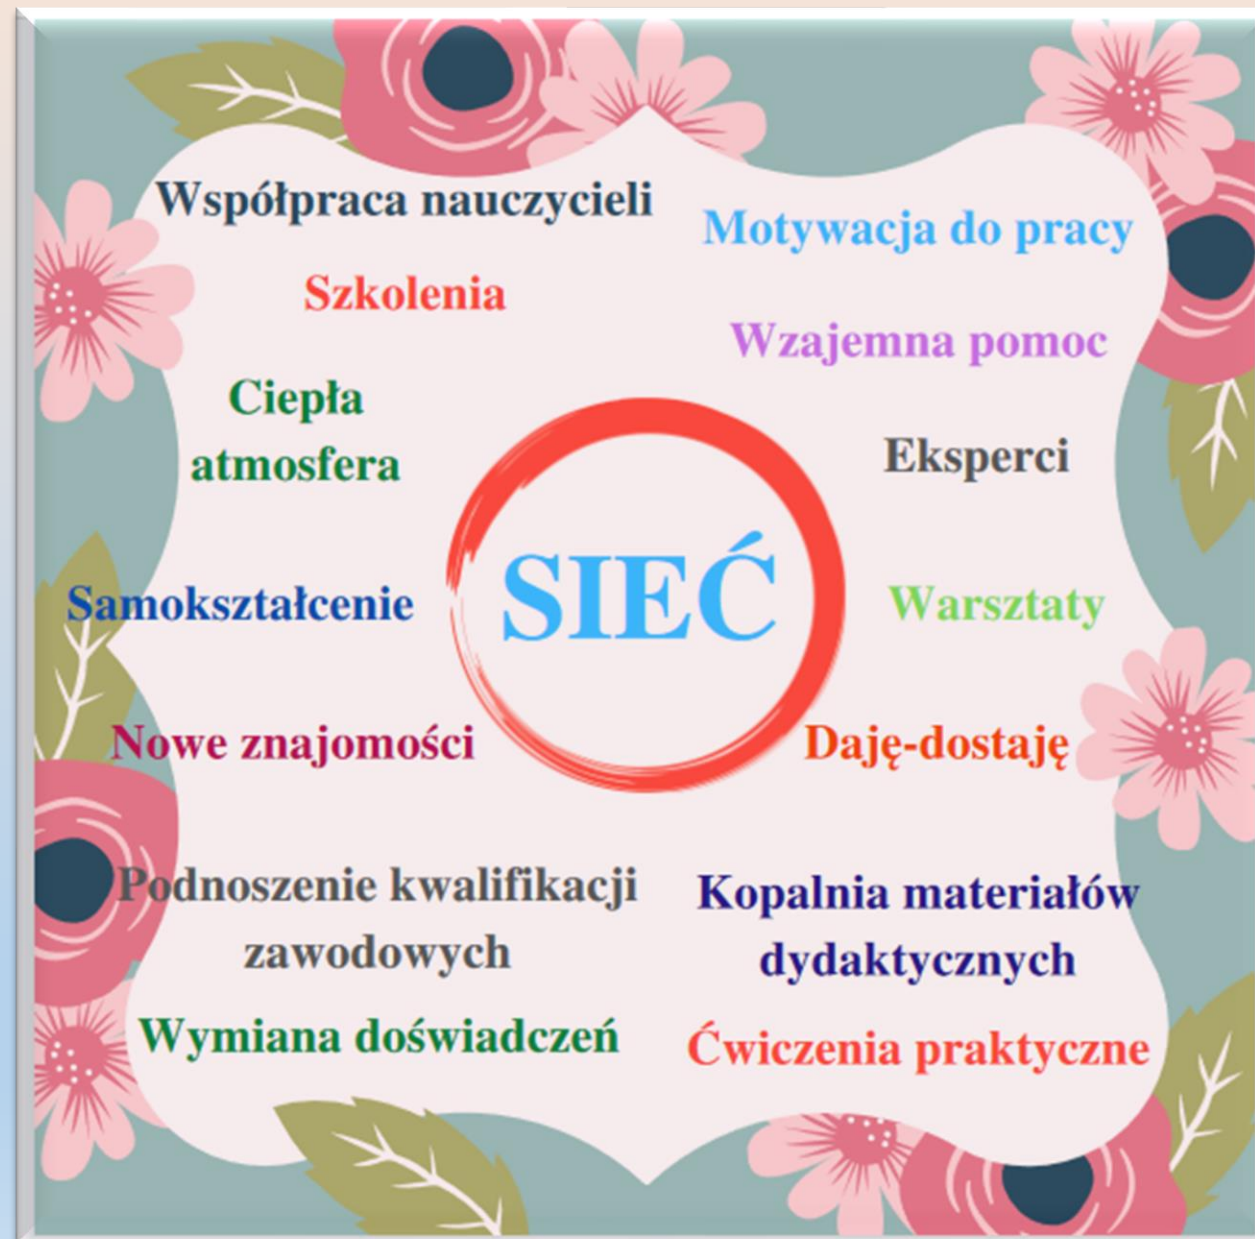 Współpraca nauczycieli
Motywacja do pracy
Szkolenia
Wzajemna pomoc
Ciepła
atmosfera
Eksperci
SIEĆ
Samokształcenie
Warsztaty
Nowe znajomości
Daję-dostaję
Podnoszenie kwalifikacji
zawodowych
Kopalnia materiałów
dydaktycznych
Wymiana doświadczeń
Ćwiczenia praktyczne